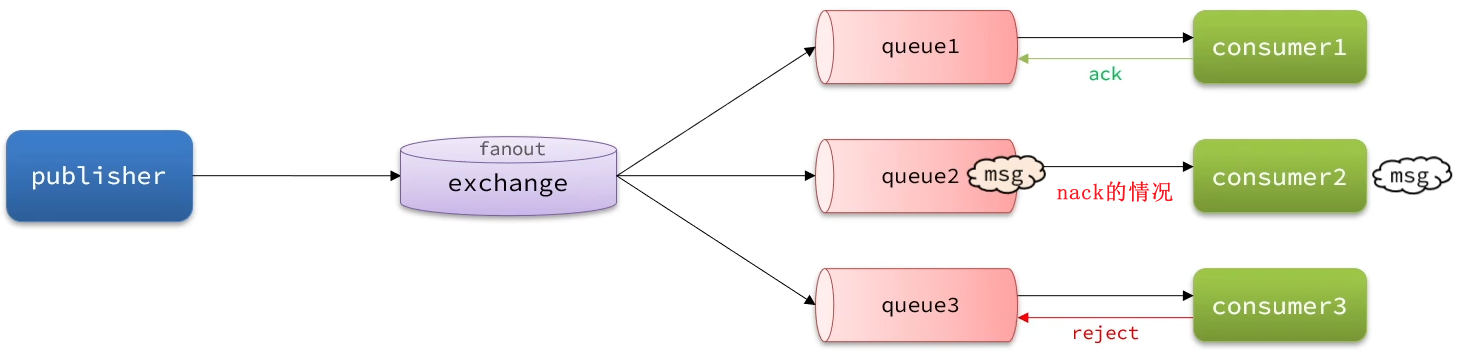 publisher
fanout
exchange
queue1
ack
consumer1
queue2
msg
nack的情况
consumer2
msg
queue3
reject
consumer3